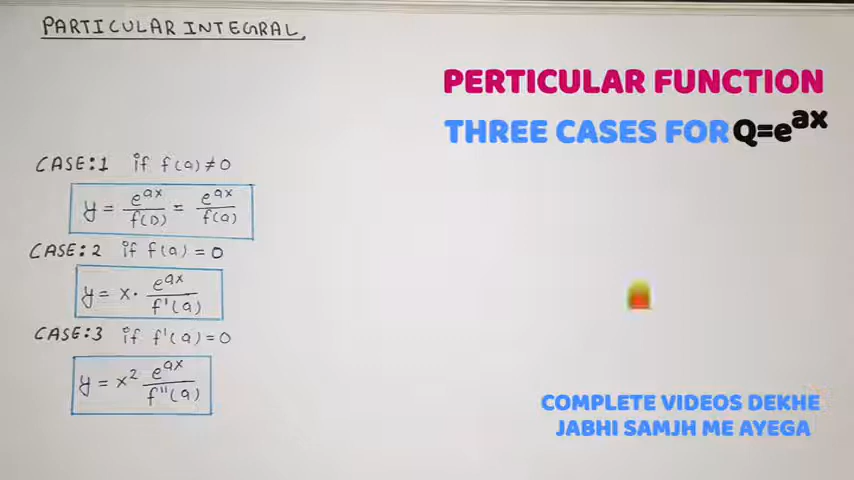 PARTICULAR INTEGRAL.
PERTICULAR FUNCTION
THREE CASES FOR Q=e^ax
CASE:1 if f(a)≠0
y = e^ax/f(D) = e^ax/f(a)
CASE:2 if f(a) = 0
y = x · e^ax/f'(a)
CASE:3 if f'(a) = 0
y = x² e^ax/f''(a)
COMPLETE VIDEOS DEKHE
JABHI SAMJH ME AYEGA